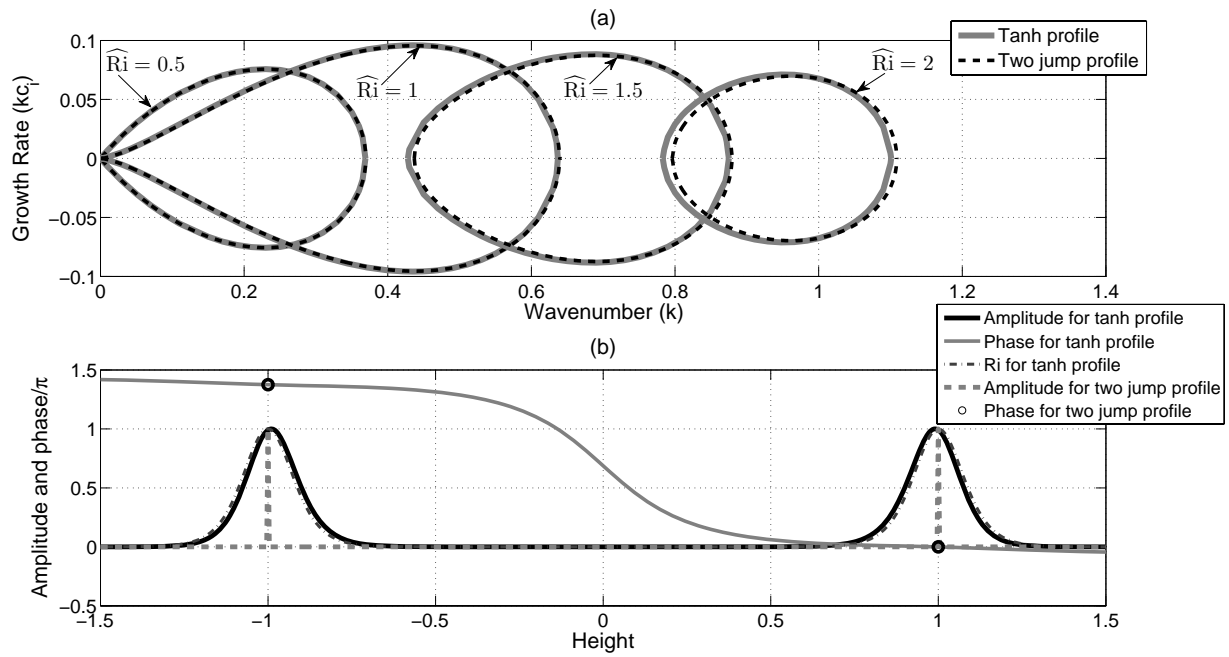 (a)
Growth Rate (kc_i)
0.1
0.05
0
−0.05
−0.1
R̂i = 0.5
R̂i = 1
R̂i = 1.5
R̂i = 2
Tanh profile
Two jump profile
0 0.2 0.4 0.6 0.8 1 1.2 1.4
Wavenumber (k)
(b)
Amplitude and phase/π
1.5
1
0.5
0
−0.5
Amplitude for tanh profile
Phase for tanh profile
Ri for tanh profile
Amplitude for two jump profile
Phase for two jump profile
−1.5 −1 −0.5 0 0.5 1 1.5
Height